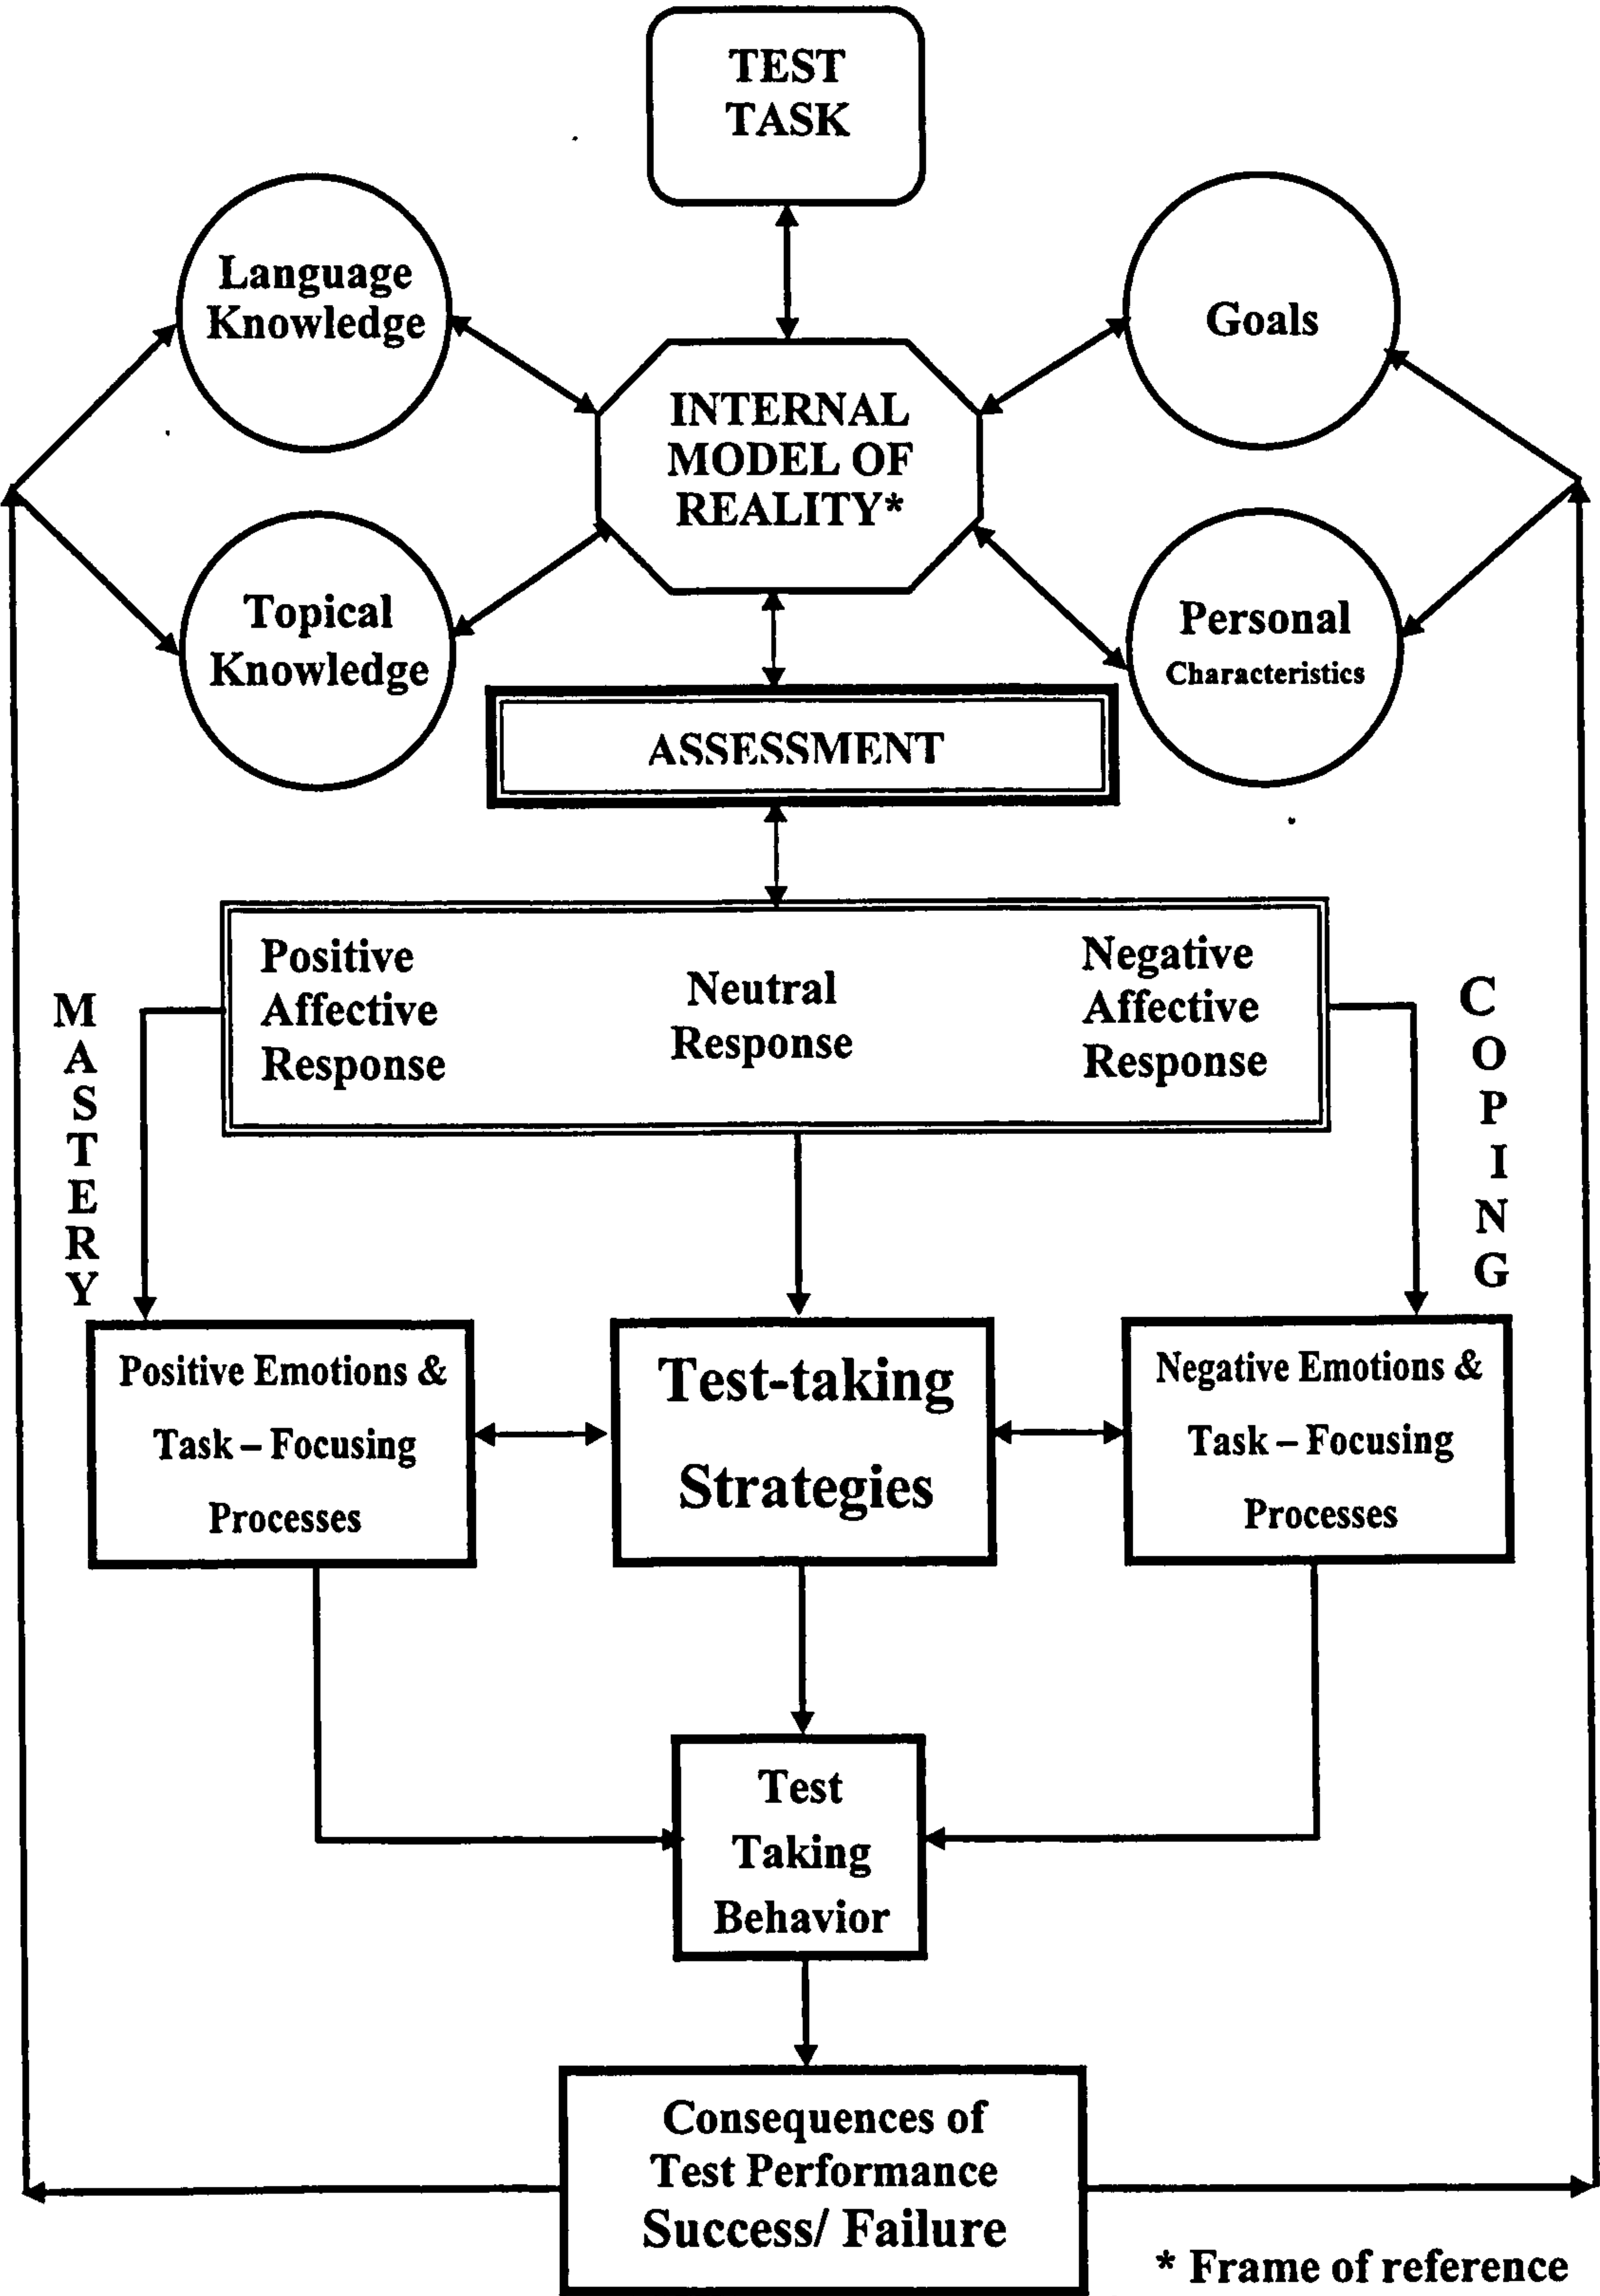 TEST
TASK
Language
Knowledge
Goals
INTERNAL
MODEL OF
REALITY*
Topical
Knowledge
Personal
Characteristics
ASSESSMENT
Positive
Affective
Response
Neutral
Response
Negative
Affective
Response
MASTERY
COPING
Positive Emotions &
Task – Focusing
Processes
Test-taking
Strategies
Negative Emotions &
Task – Focusing
Processes
Test
Taking
Behavior
Consequences of
Test Performance
Success/ Failure
* Frame of reference